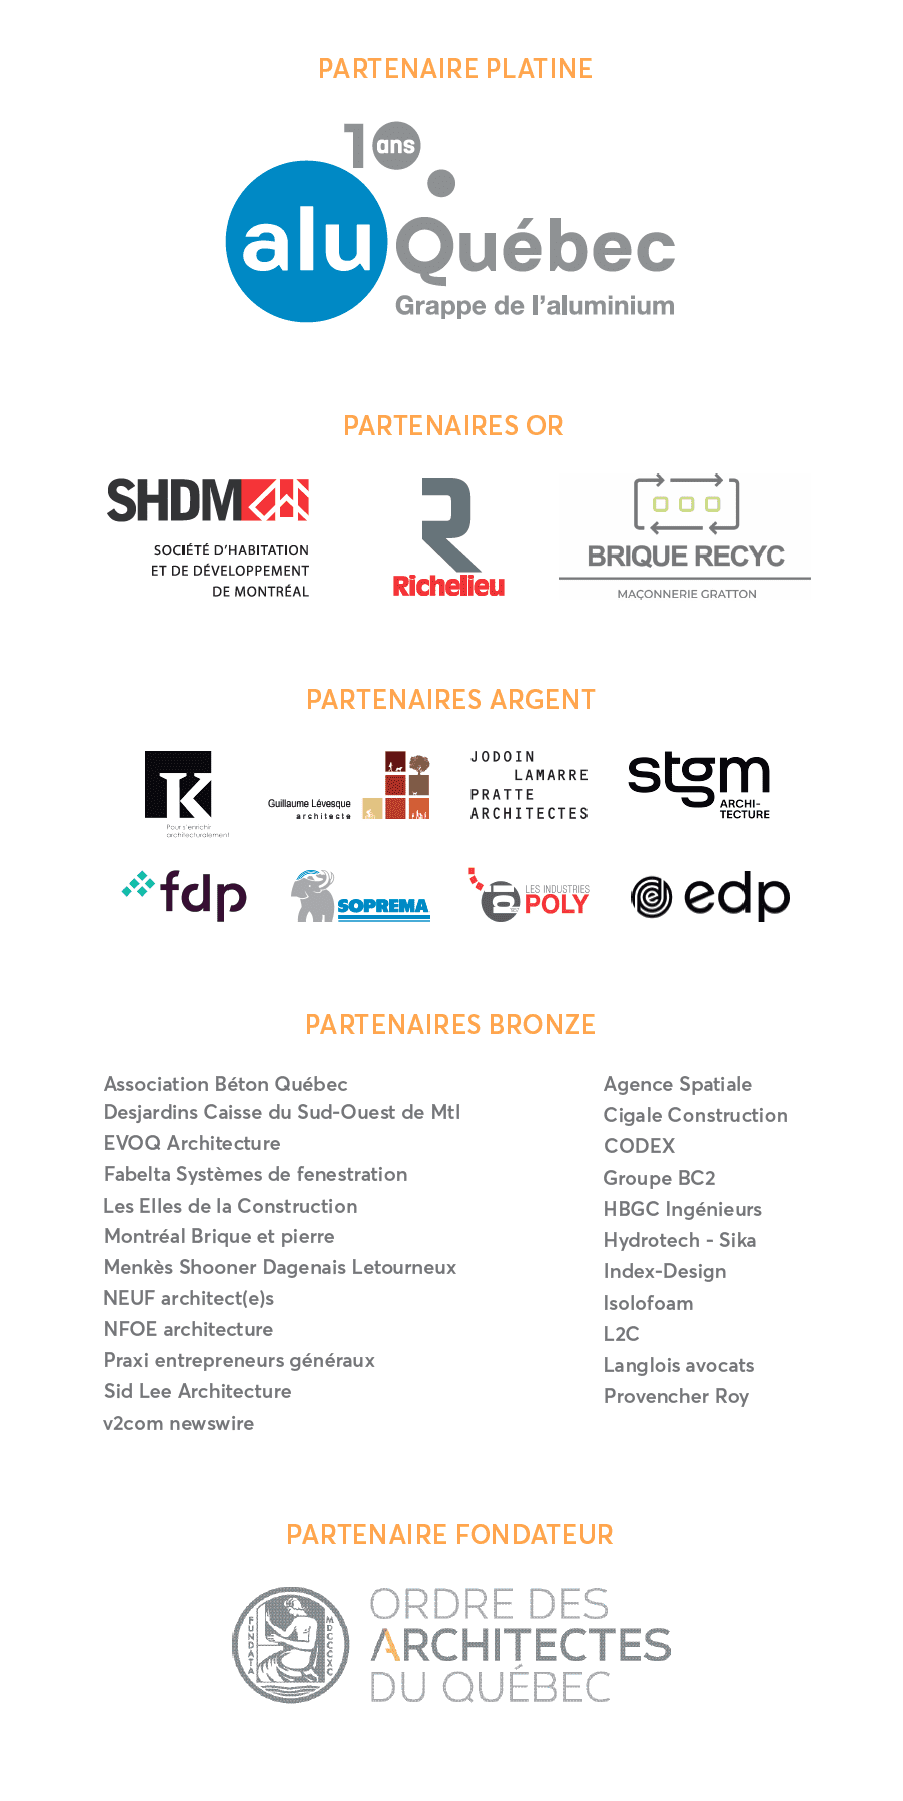 PARTENAIRE PLATINE
10 ans
alu Québec
Grappe de l'aluminium
PARTENAIRES OR
SHDM
SOCIÉTÉ D'HABITATION
ET DE DÉVELOPPEMENT
DE MONTRÉAL
R
Richelieu
BRIQUE RECYC
MAÇONNERIE GRATTON
PARTENAIRES ARGENT
K
Pour s'enrichir
architecturalement
Guillaume Lévesque
architecte
JODOIN
LAMARRE
PRATTE
ARCHITECTES
stgm
ARCHI-
TECTURE
fdp
SOPREMA
LES INDUSTRIES
POLY
edp
PARTENAIRES BRONZE
Association Béton Québec
Desjardins Caisse du Sud-Ouest de Mtl
EVOQ Architecture
Fabelta Systèmes de fenestration
Les Elles de la Construction
Montréal Brique et pierre
Menkès Shooner Dagenais Letourneux
NEUF architect(e)s
NFOE architecture
Praxi entrepreneurs généraux
Sid Lee Architecture
v2com newswire
Agence Spatiale
Cigale Construction
CODEX
Groupe BC2
HBGC Ingénieurs
Hydrotech - Sika
Index-Design
Isolofoam
L2C
Langlois avocats
Provencher Roy
PARTENAIRE FONDATEUR
FUNDATA
MDCCCXC
ORDRE DES
ARCHITECTES
DU QUÉBEC